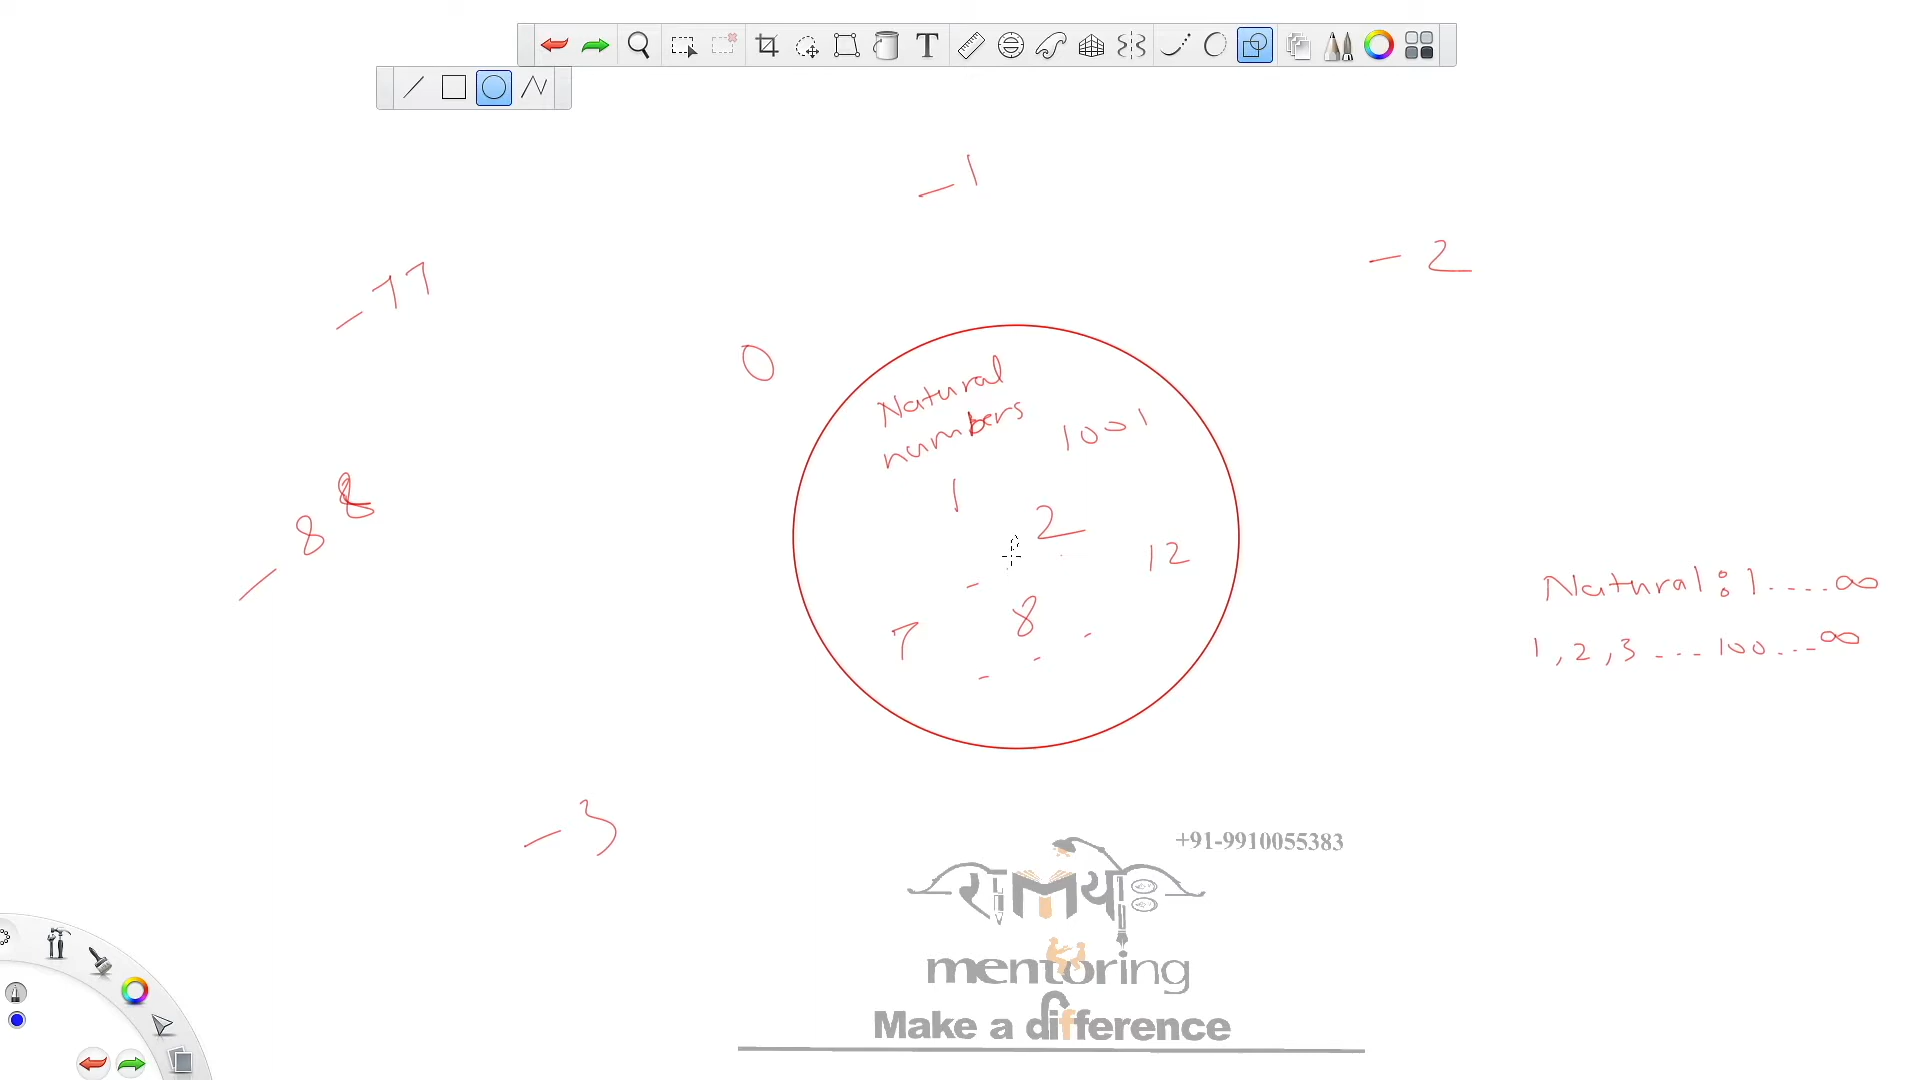 T
-1
-2
-77
0
Natural
numbers
1001
1
2
12
-88
7
8
Natural : 1 .... ∞
1, 2, 3 .... 100 .... ∞
-3
+91-9910055383
mentoring
Make a difference